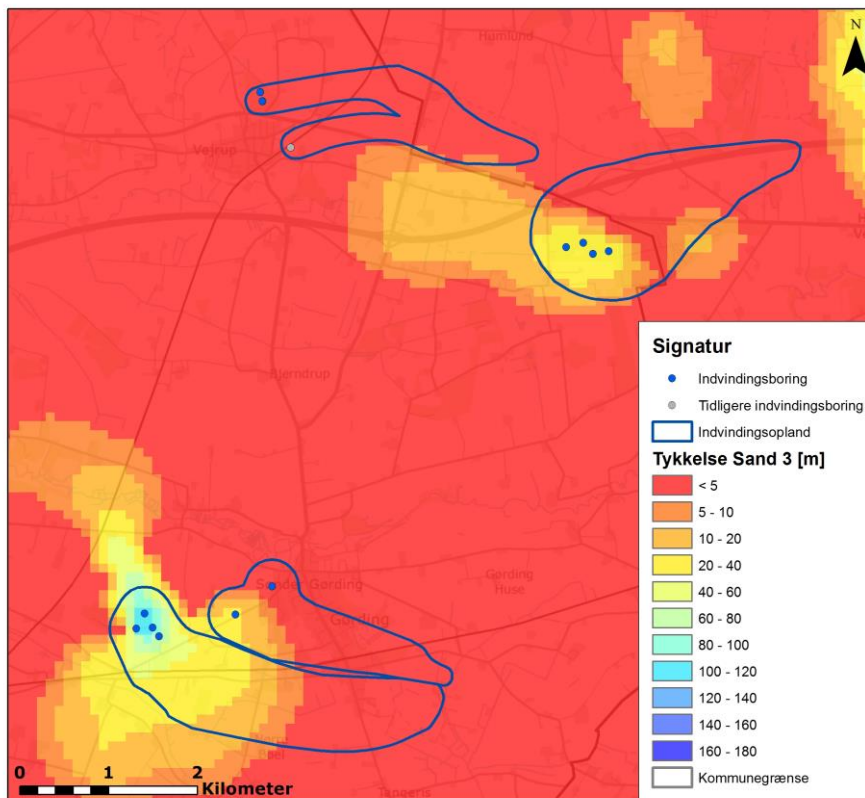 N
Hømlund
Vejrup
Bjerndrup
Signatur
Indvindingsboring
Tidligere indvindingsboring
Indvindingsopland
Tykkelse Sand 3 [m]
< 5
5 - 10
10 - 20
20 - 40
40 - 60
60 - 80
80 - 100
100 - 120
120 - 140
140 - 160
160 - 180
Kommunegrænse
Sønder Gørding
Gørding
Huse
Gørding
0 1 2
Kilometer